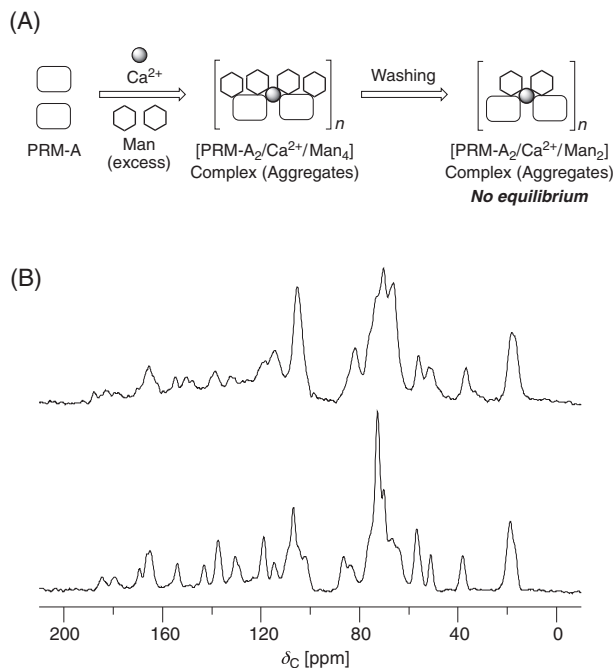 (A)
Ca2+
Man
(excess)
PRM-A
[PRM-A2/Ca2+/Man4]
Complex (Aggregates)
n
Washing
[PRM-A2/Ca2+/Man2]
Complex (Aggregates)
No equilibrium
n
(B)
200 160 120 80 40 0
δC [ppm]